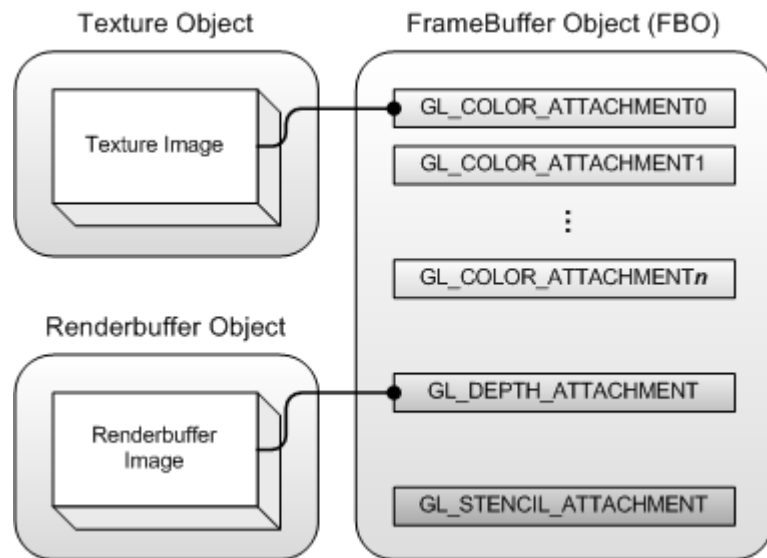 Texture Object
FrameBuffer Object (FBO)
Texture Image
GL_COLOR_ATTACHMENT0
GL_COLOR_ATTACHMENT1
⋮
GL_COLOR_ATTACHMENTn
Renderbuffer Object
Renderbuffer
Image
GL_DEPTH_ATTACHMENT
GL_STENCIL_ATTACHMENT